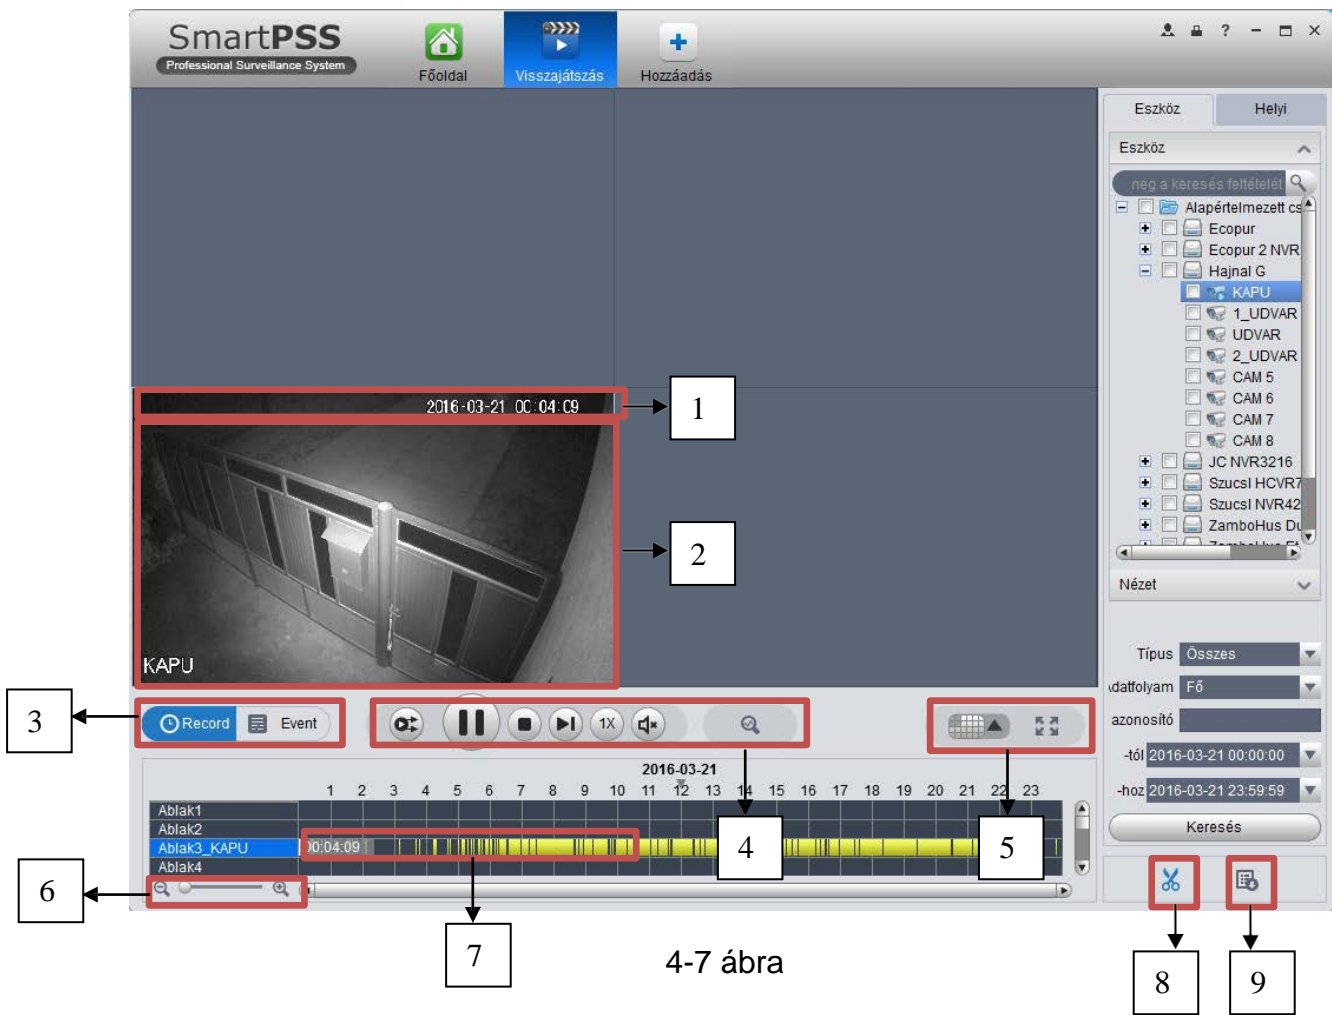 SmartPSS
Professional Surveillance System
Főoldal
Visszajátszás
Hozzáadás
?
Eszköz
Helyi
Eszköz
neg a keresés feltételét
Alapértelmezett cs
Ecopur
Ecopur 2 NVR
Hajnal G
KAPU
1_UDVAR
UDVAR
2_UDVAR
CAM 5
CAM 6
CAM 7
CAM 8
JC NVR3216
Szucsl HCVR7
Szucsl NVR42
ZamboHus Du
Nézet
Típus Összes
datfolyam Fő
azonosító
-tól 2016-03-21 00:00:00
-hoz 2016-03-21 23:59:59
Keresés
2016-03-21 00:04:09
KAPU
1
2
3
Record Event
1X
2016-03-21
1 2 3 4 5 6 7 8 9 10 11 12 13 14 15 16 17 18 19 20 21 22 23
Ablak1
Ablak2
Ablak3_KAPU 00:04:09
Ablak4
4
5
6
7
8
9
4-7 ábra